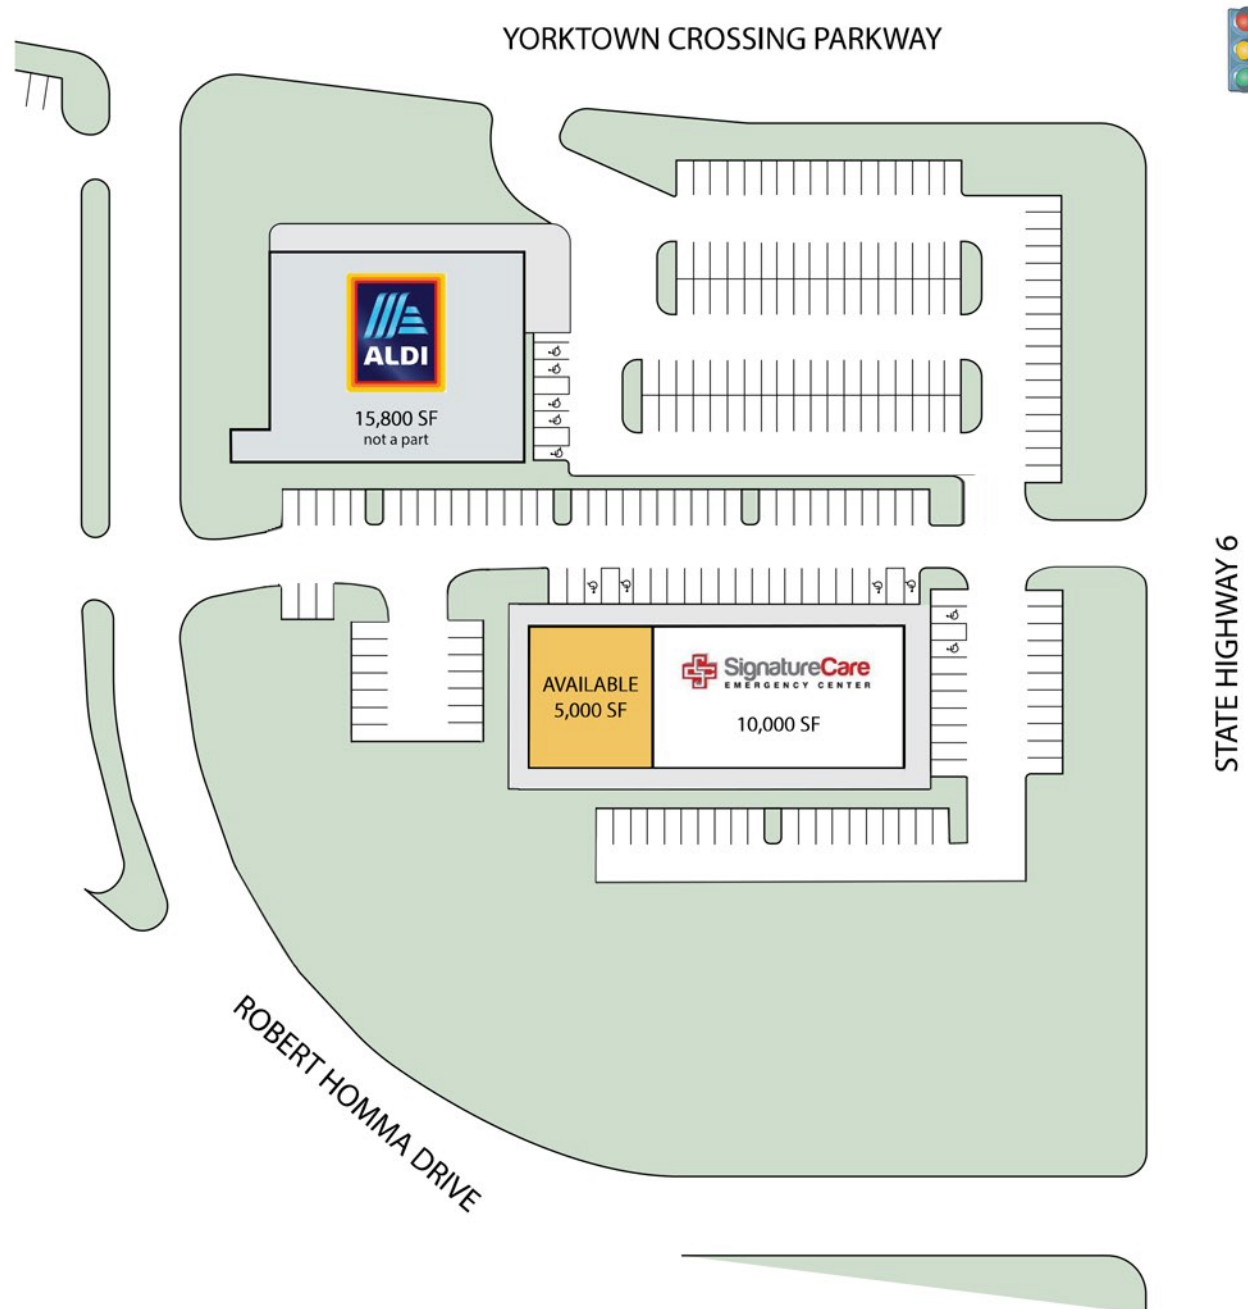 YORKTOWN CROSSING PARKWAY
ALDI
15,800 SF
not a part
STATE HIGHWAY 6
AVAILABLE
5,000 SF
SignatureCare
EMERGENCY CENTER
10,000 SF
ROBERT HOMMA DRIVE